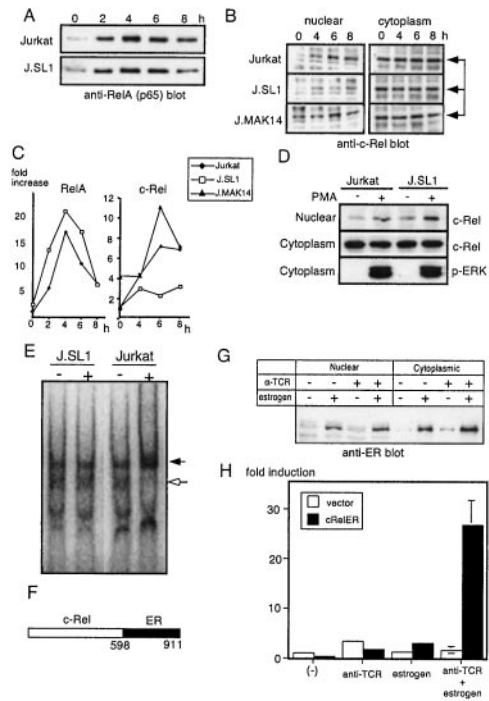 A
0 2 4 6 8 h
Jurkat
J.SL1
anti-RelA (p65) blot
B
nuclear cytoplasm
0 4 6 8 0 4 6 8 h
Jurkat
J.SL1
J.MAK14
anti-c-Rel blot
C
fold increase
RelA c-Rel
Jurkat
J.SL1
J.MAK14
20
15
10
5
0
0 2 4 6 8 h
12
10
8
6
4
2
0
0 4 6 8 h
D
Jurkat J.SL1
PMA - + - +
Nuclear c-Rel
Cytoplasm c-Rel
Cytoplasm p-ERK
E
J.SL1 Jurkat
- + - +
F
c-Rel ER
598 911
G
Nuclear Cytoplasmic
α-TCR - - + + - - + +
estrogen - + - + - + - +
anti-ER blot
H
fold induction
vector
cRelER
30
20
10
0
(-) anti-TCR estrogen anti-TCR + estrogen